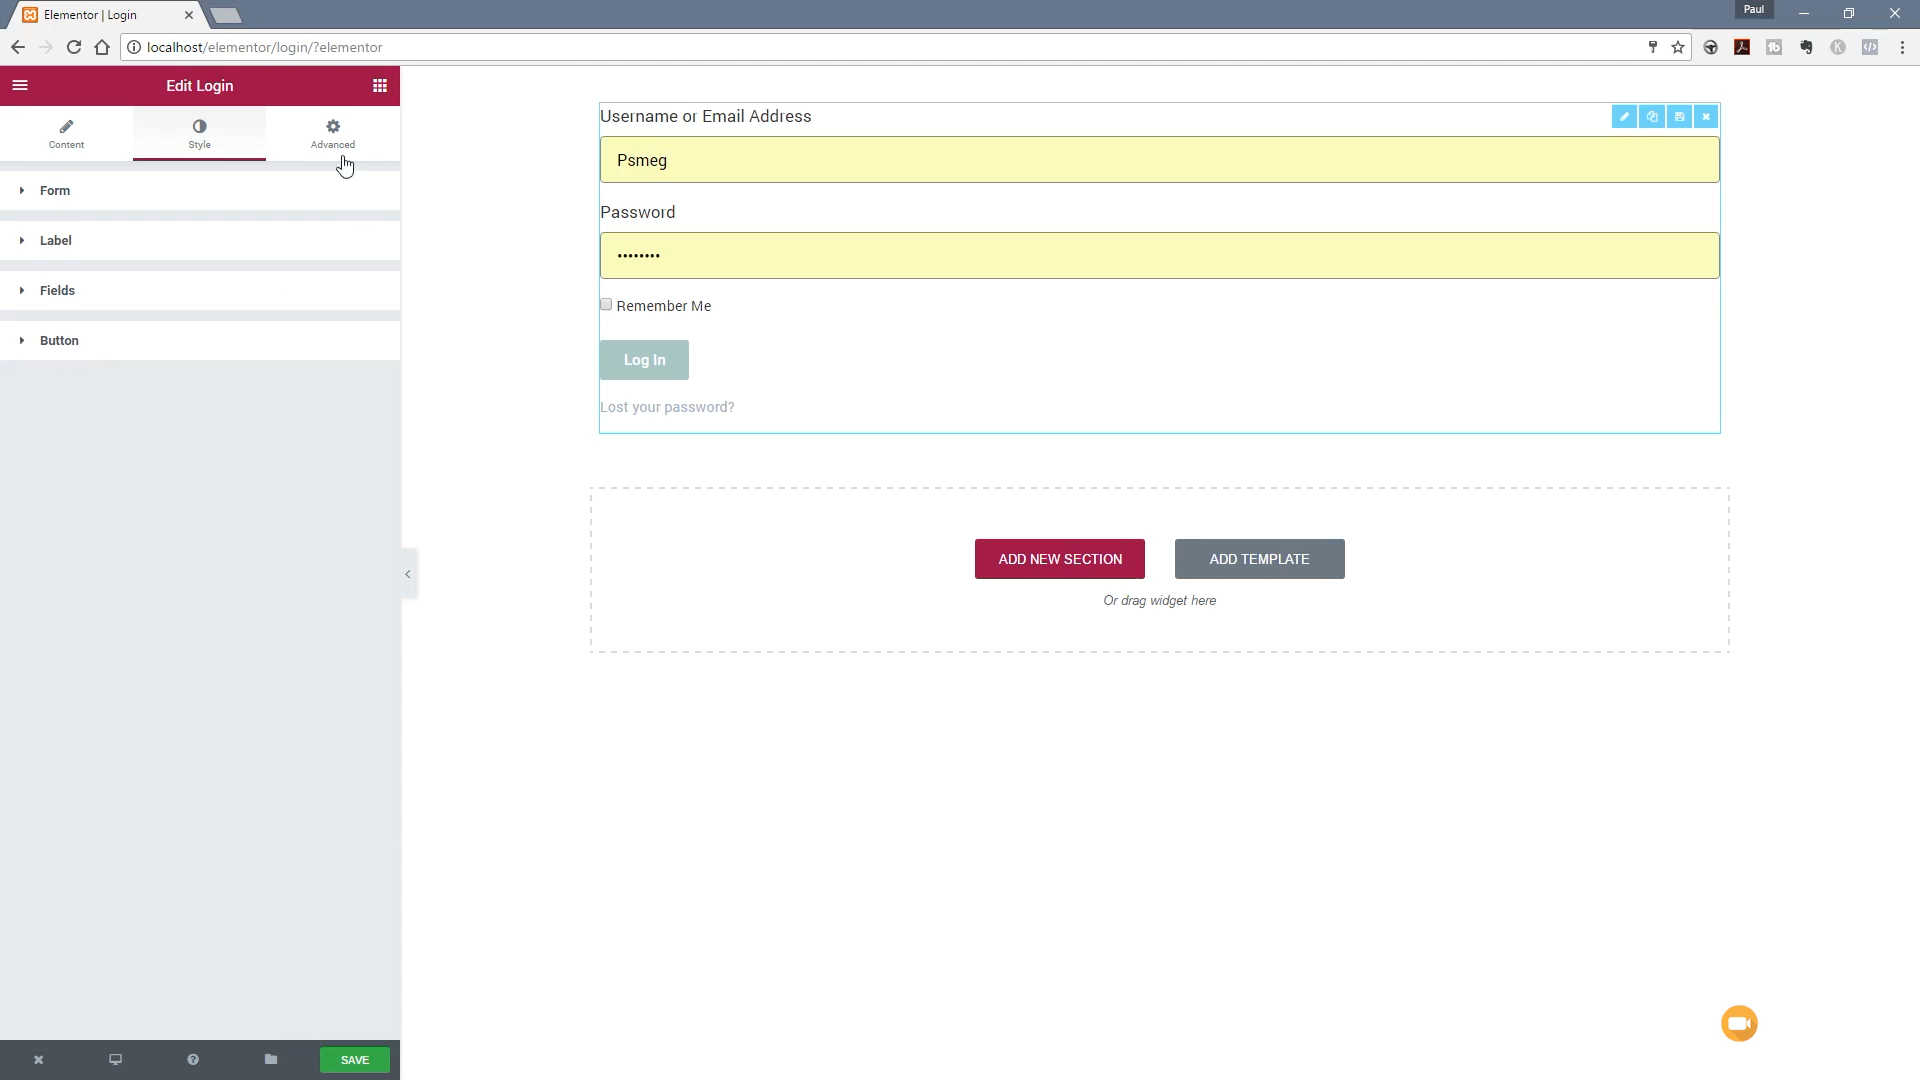 Elementor | Login
Paul
localhost/elementor/login/?elementor
Edit Login
Content
Style
Advanced
Form
Label
Fields
Button
SAVE
Username or Email Address
Psmeg
Password
••••••••
Remember Me
Log In
Lost your password?
ADD NEW SECTION
ADD TEMPLATE
Or drag widget here